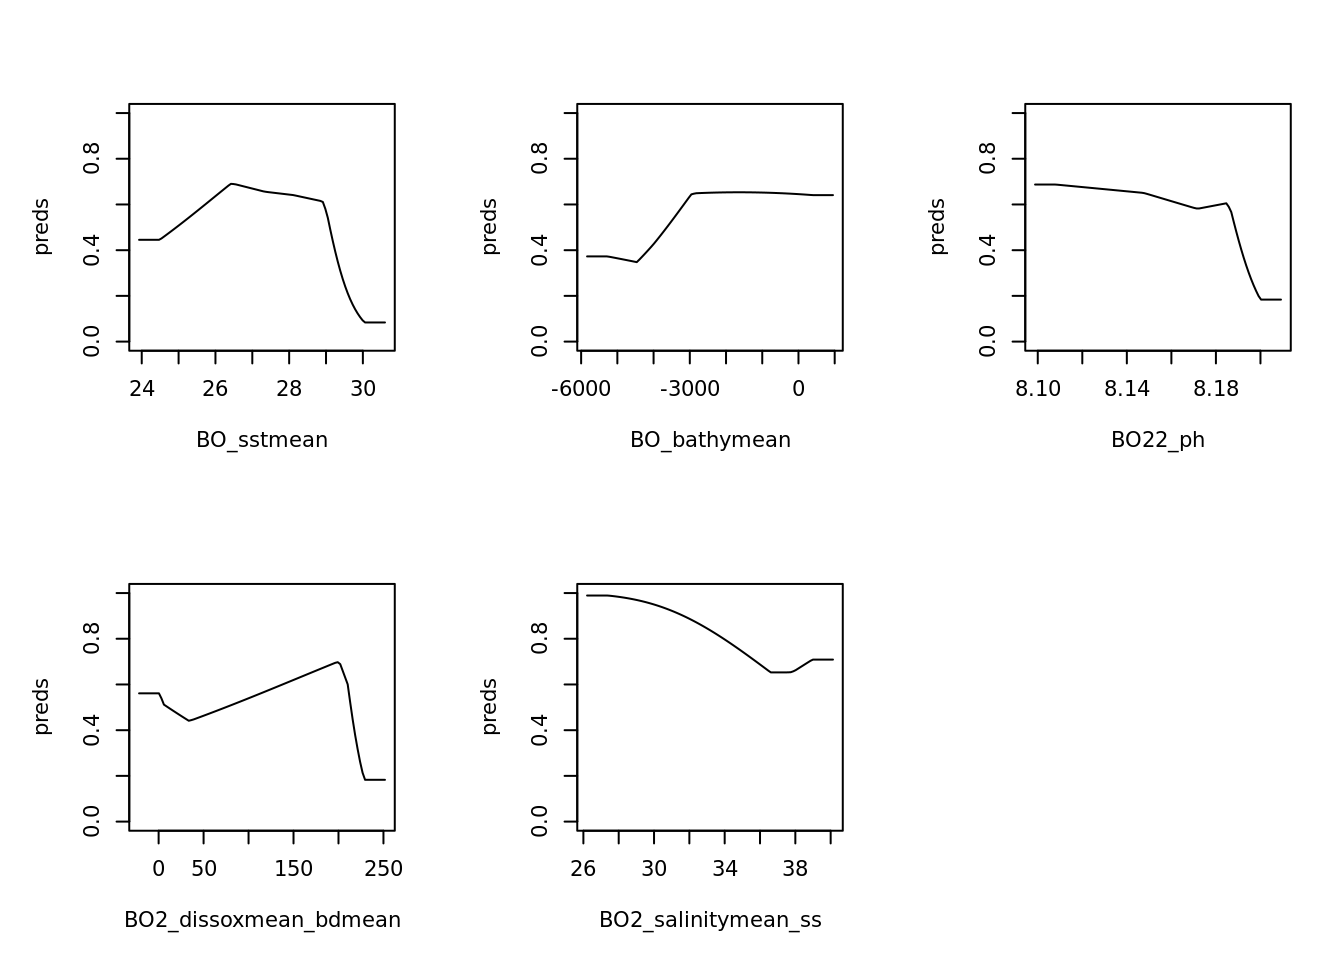 preds
0.0 0.4 0.8
24 26 28 30
BO_sstmean
preds
0.0 0.4 0.8
-6000 -3000 0
BO_bathymean
preds
0.0 0.4 0.8
8.10 8.14 8.18
BO22_ph
preds
0.0 0.4 0.8
0 50 150 250
BO2_dissoxmean_bdmean
preds
0.0 0.4 0.8
26 30 34 38
BO2_salinitymean_ss